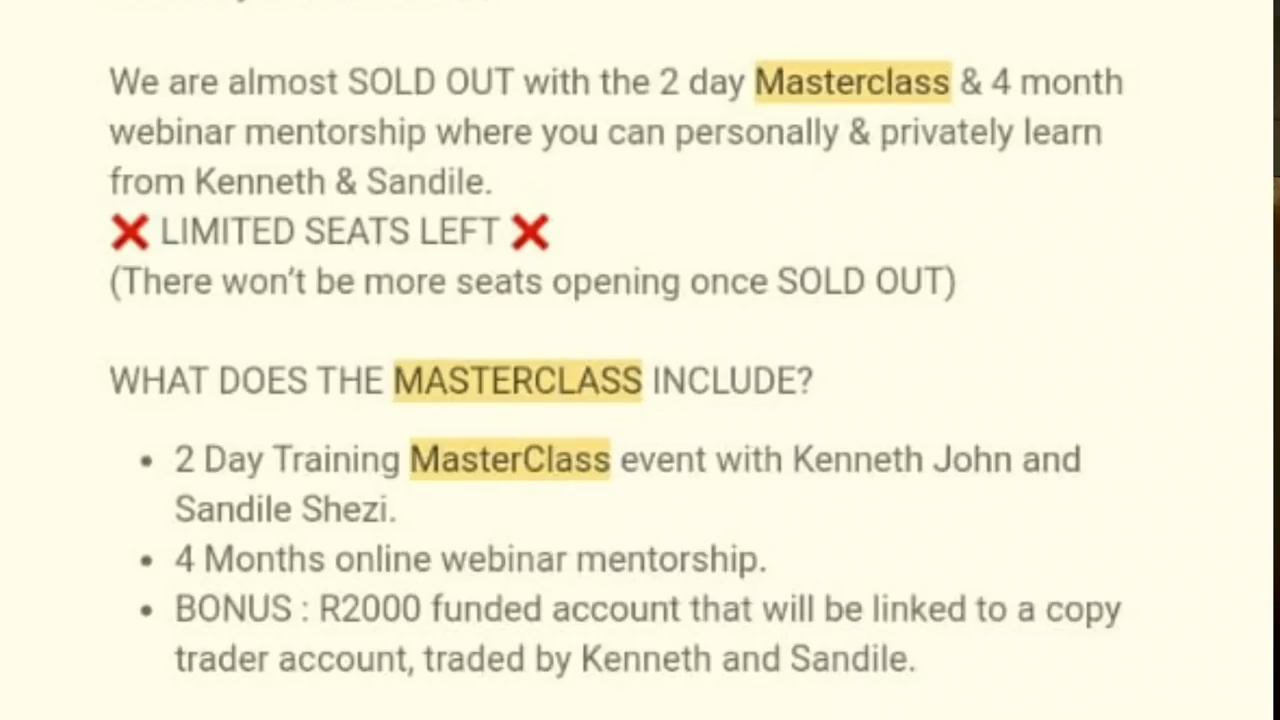 We are almost SOLD OUT with the 2 day Masterclass & 4 month
webinar mentorship where you can personally & privately learn
from Kenneth & Sandile.
❌ LIMITED SEATS LEFT ❌
(There won’t be more seats opening once SOLD OUT)
WHAT DOES THE MASTERCLASS INCLUDE?
• 2 Day Training MasterClass event with Kenneth John and
Sandile Shezi.
• 4 Months online webinar mentorship.
• BONUS : R2000 funded account that will be linked to a copy
trader account, traded by Kenneth and Sandile.